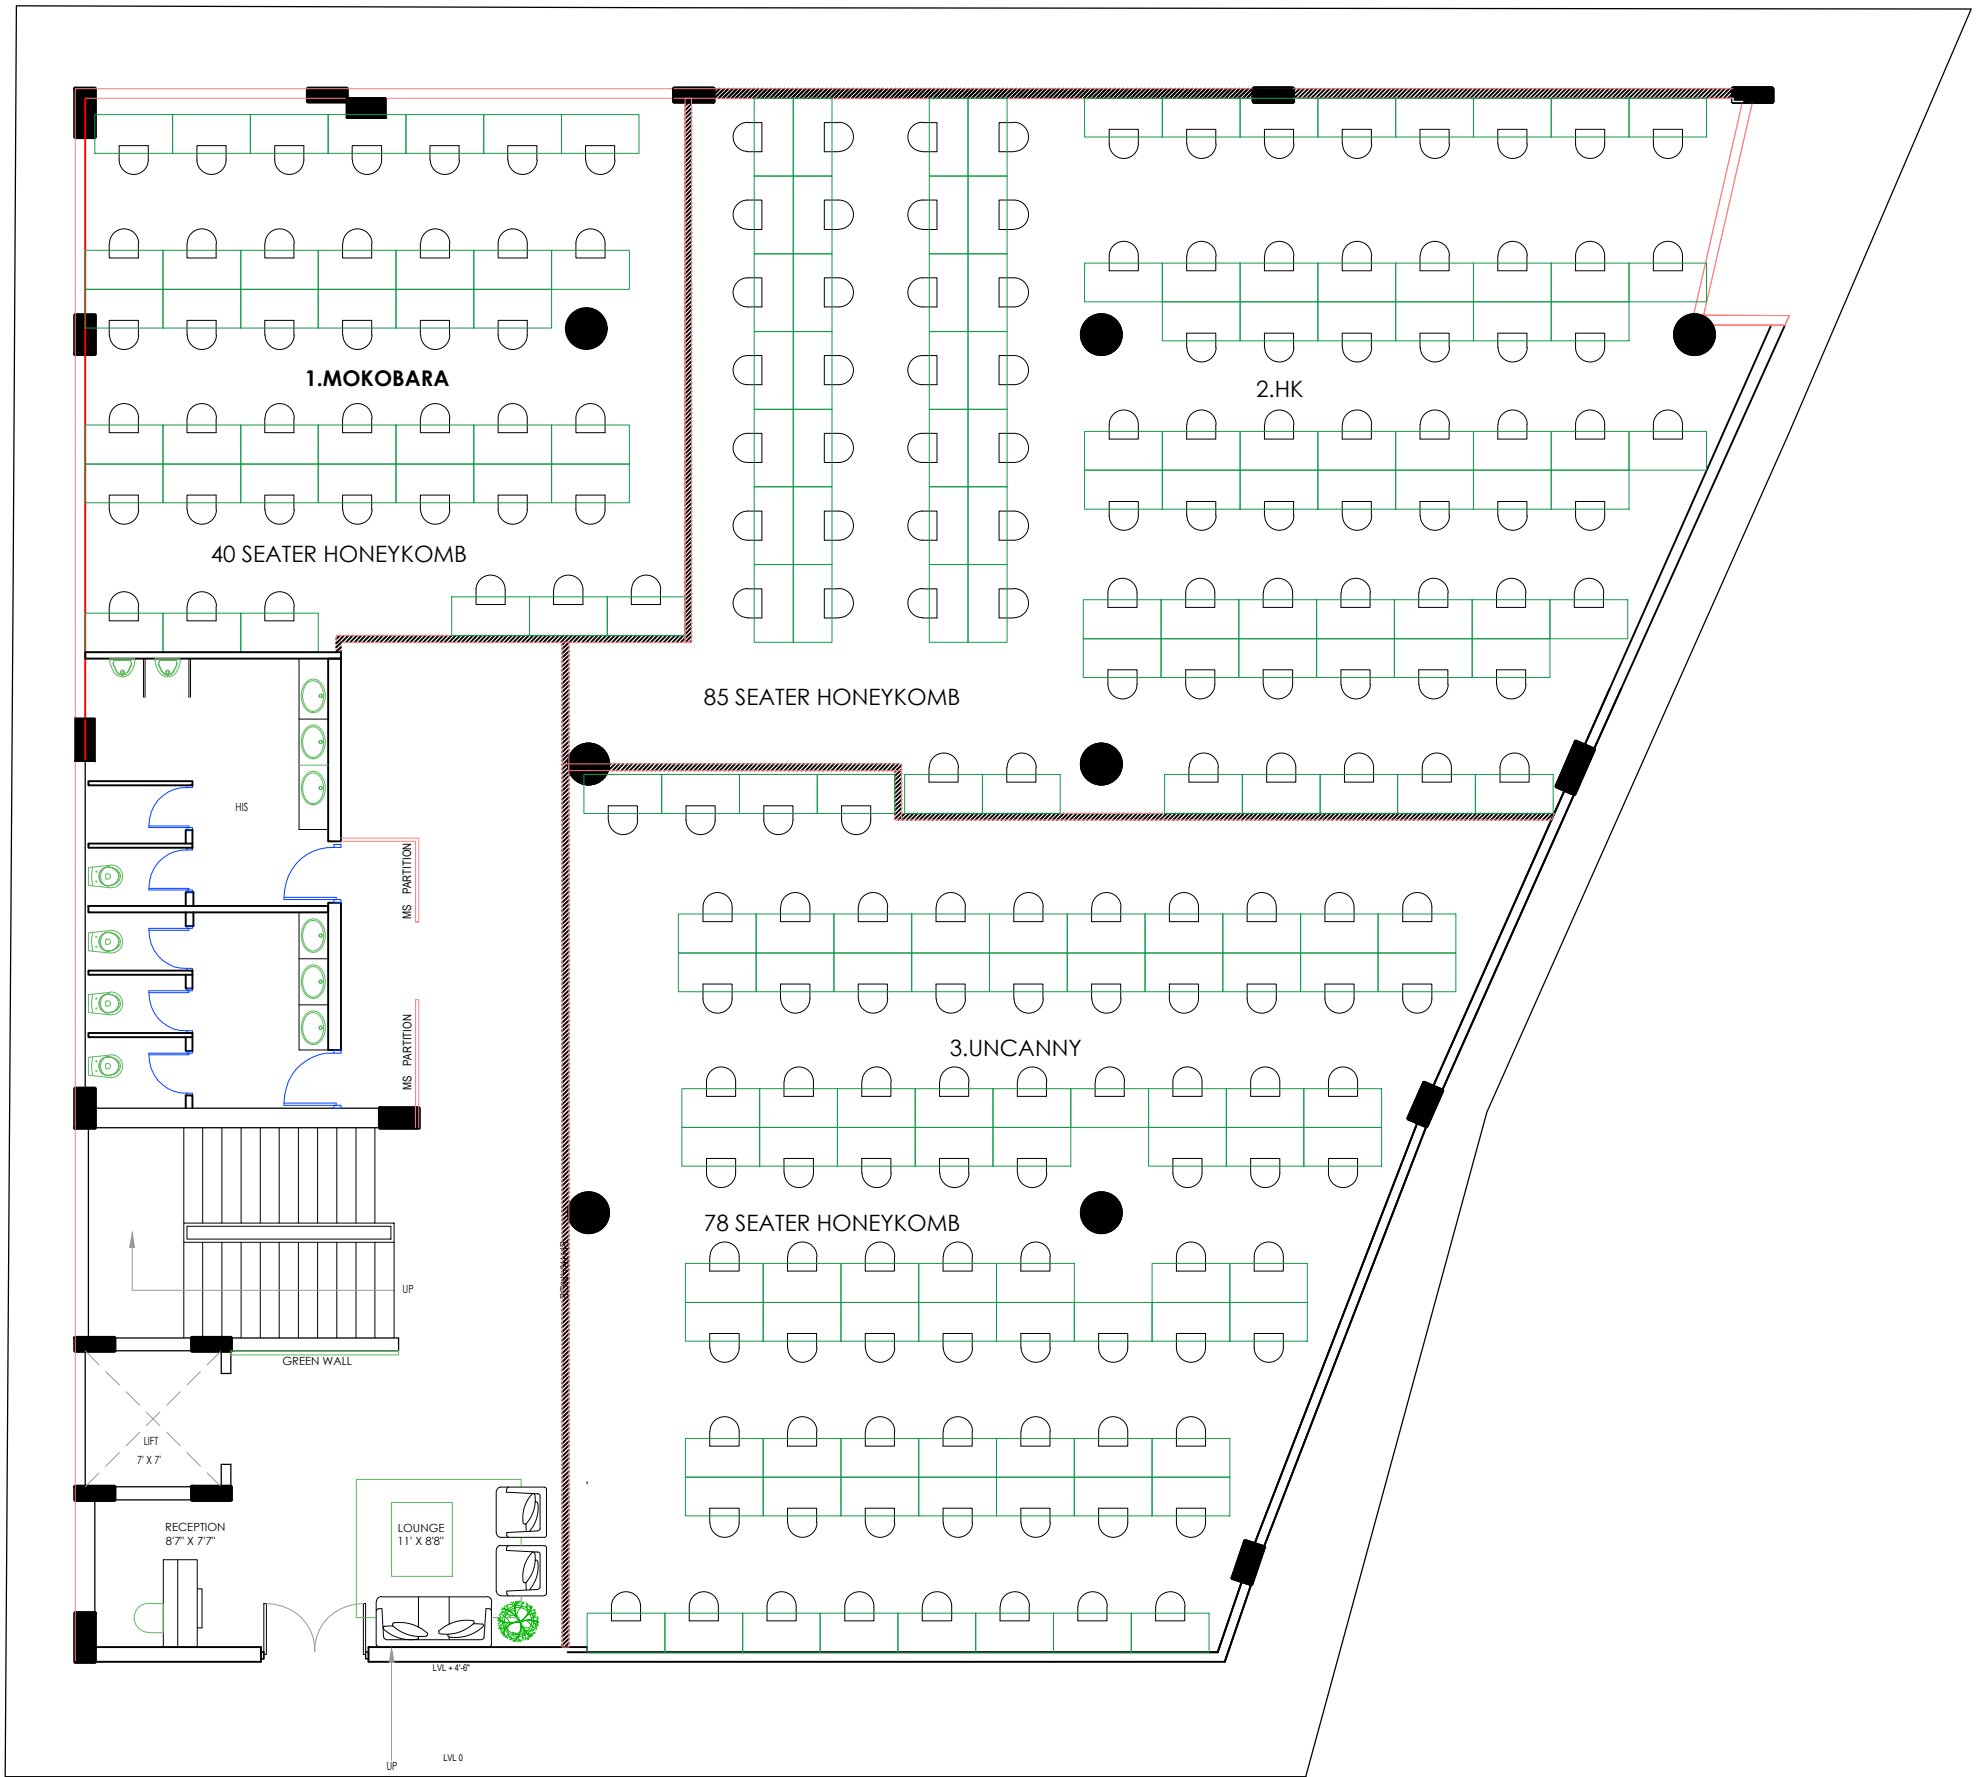 1.MOKOBARA
2.HK
40 SEATER HONEYKOMB
85 SEATER HONEYKOMB
HIS
MS PARTITION
MS PARTITION
3.UNCANNY
78 SEATER HONEYKOMB
UP
GREEN WALL
LIFT
7' X 7'
RECEPTION
8'7" X 7'7"
LOUNGE
11' X 8'8"
LVL + 4'-6"
LVL 0
UP